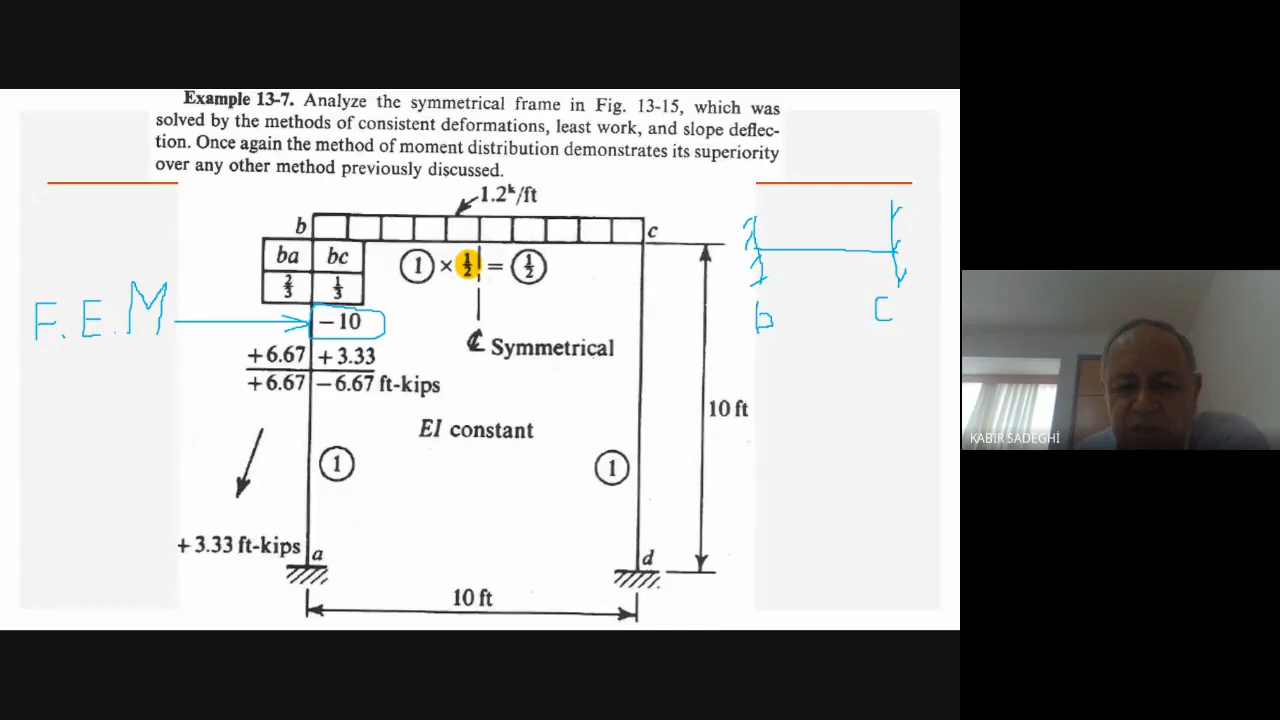 Example 13-7. Analyze the symmetrical frame in Fig. 13-15, which was
solved by the methods of consistent deformations, least work, and slope deflec-
tion. Once again the method of moment distribution demonstrates its superiority
over any other method previously discussed.
1.2ᵏ/ft
b
c
ba bc
1 × 1/2 = 1/2
2/3 1/3
F.E.M
-10
b
C
+6.67 +3.33
℄ Symmetrical
+6.67 -6.67 ft-kips
10 ft
EI constant
1
1
+3.33 ft-kips
a
d
10 ft
KABIR SADEGHİ